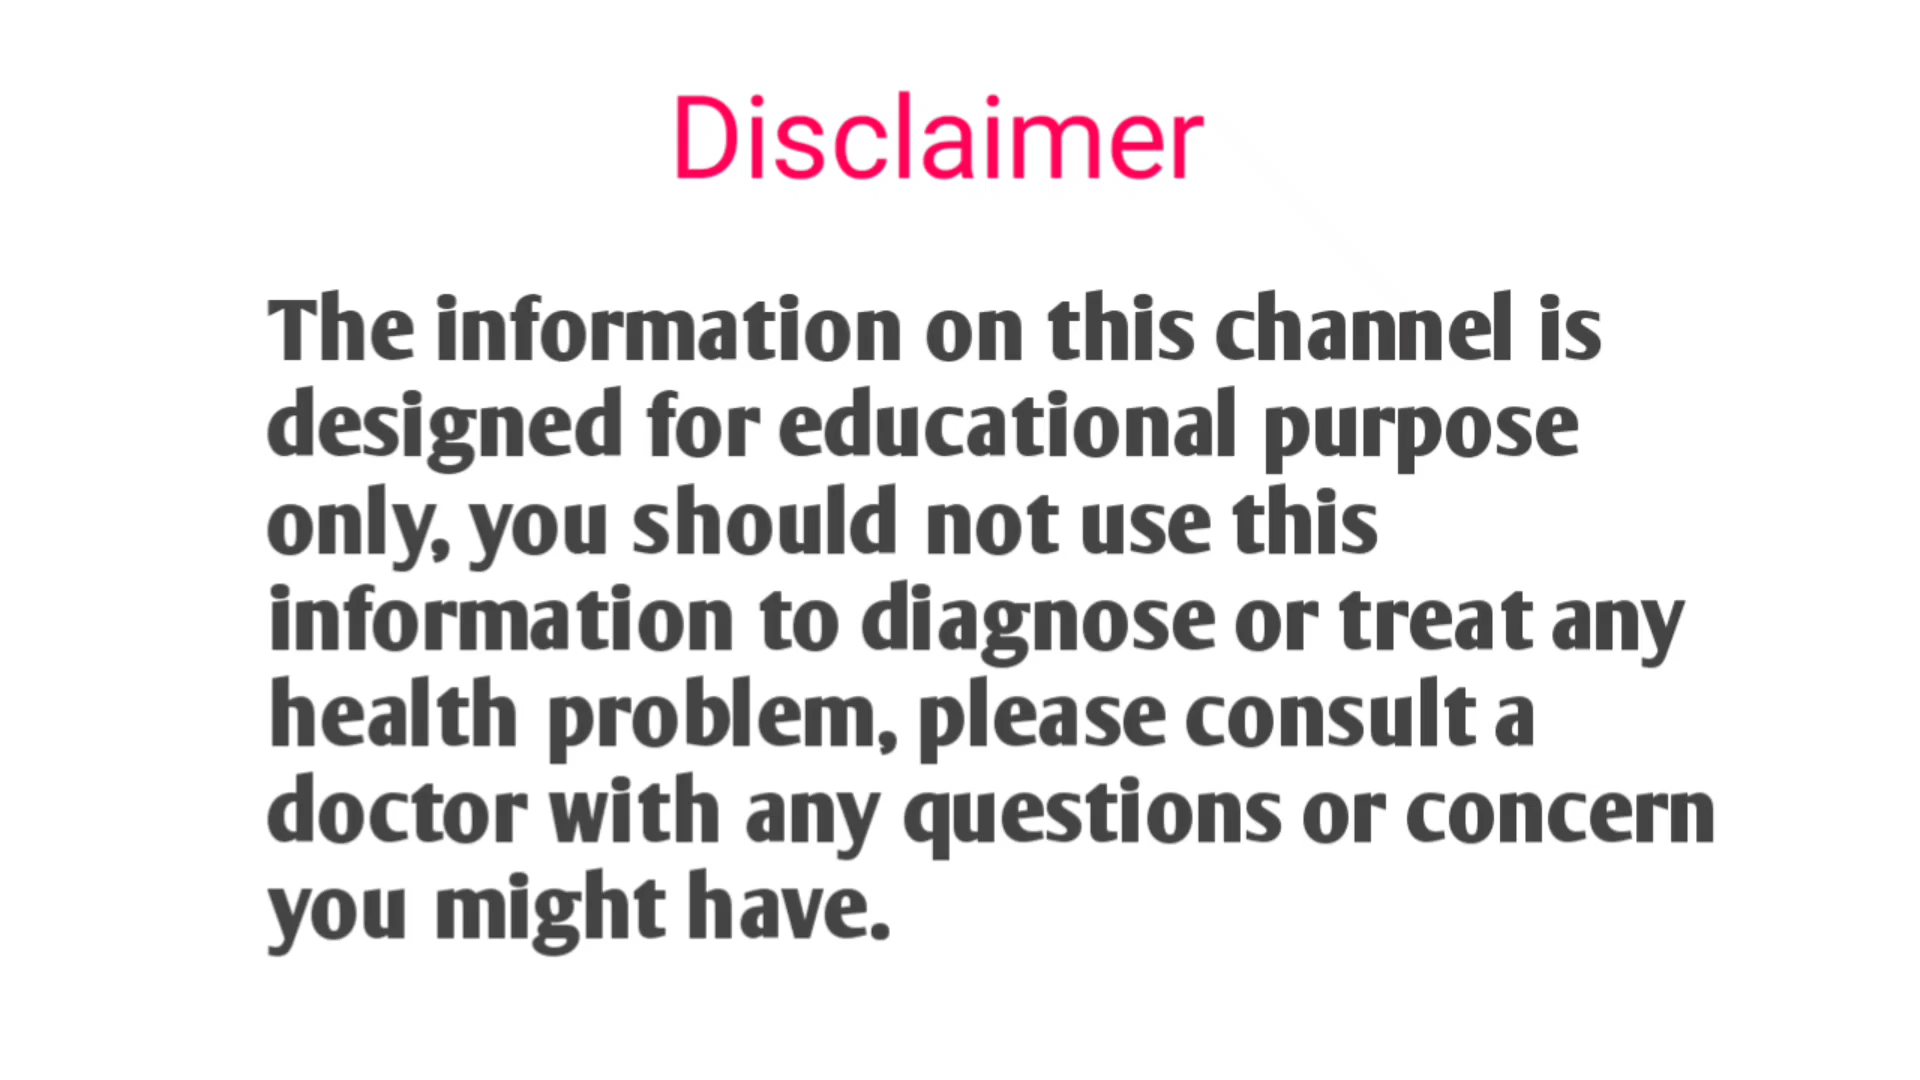 Disclaimer
The information on this channel is
designed for educational purpose
only, you should not use this
information to diagnose or treat any
health problem, please consult a
doctor with any questions or concern
you might have.